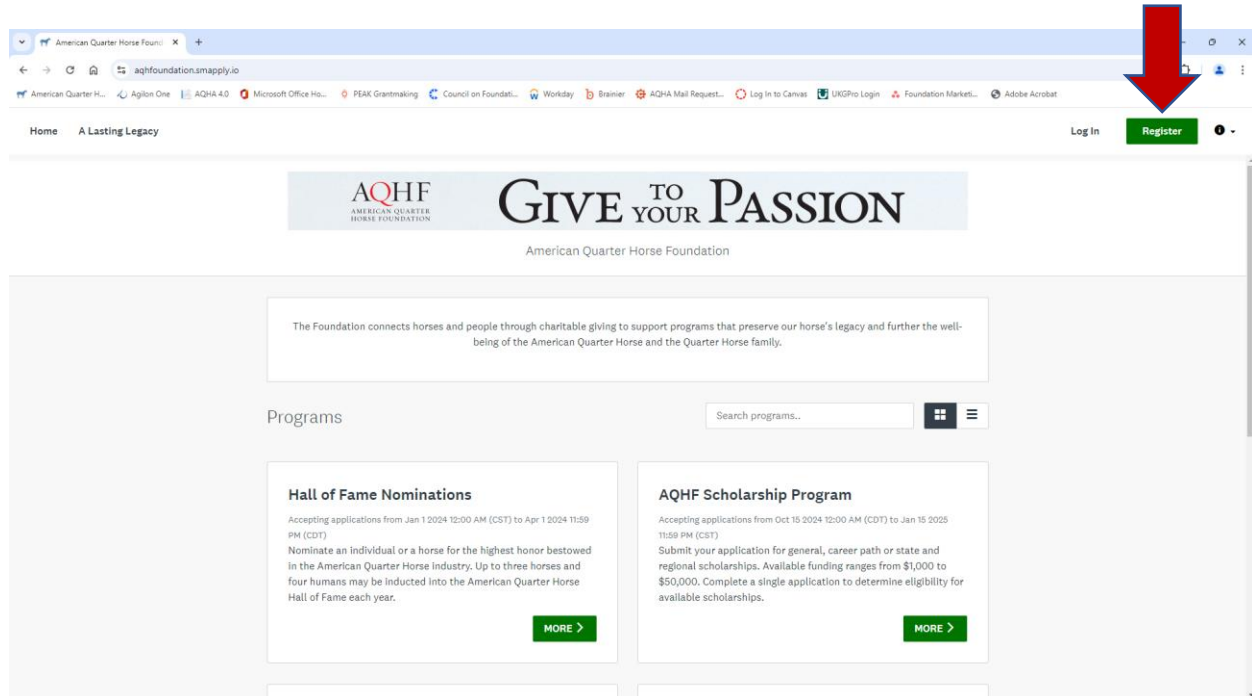 American Quarter Horse Found
aqhfoundation.smapply.io
American Quarter H... Agilon One AQHA 4.0 Microsoft Office Ho... PEAK Grantmaking Council on Foundati... Workday Brainier AQHA Mail Request... Log In to Canvas UKGPro Login Foundation Marketi... Adobe Acrobat
Home A Lasting Legacy Log In Register
AQHF
AMERICAN QUARTER
HORSE FOUNDATION
GIVE TO YOUR PASSION
American Quarter Horse Foundation
The Foundation connects horses and people through charitable giving to support programs that preserve our horse's legacy and further the well-
being of the American Quarter Horse and the Quarter Horse family.
Programs Search programs..
Hall of Fame Nominations
Accepting applications from Jan 1 2024 12:00 AM (CST) to Apr 1 2024 11:59
PM (CDT)
Nominate an individual or a horse for the highest honor bestowed
in the American Quarter Horse industry. Up to three horses and
four humans may be inducted into the American Quarter Horse
Hall of Fame each year.
MORE >
AQHF Scholarship Program
Accepting applications from Oct 15 2024 12:00 AM (CDT) to Jan 15 2025
11:59 PM (CST)
Submit your application for general, career path or state and
regional scholarships. Available funding ranges from $1,000 to
$50,000. Complete a single application to determine eligibility for
available scholarships.
MORE >